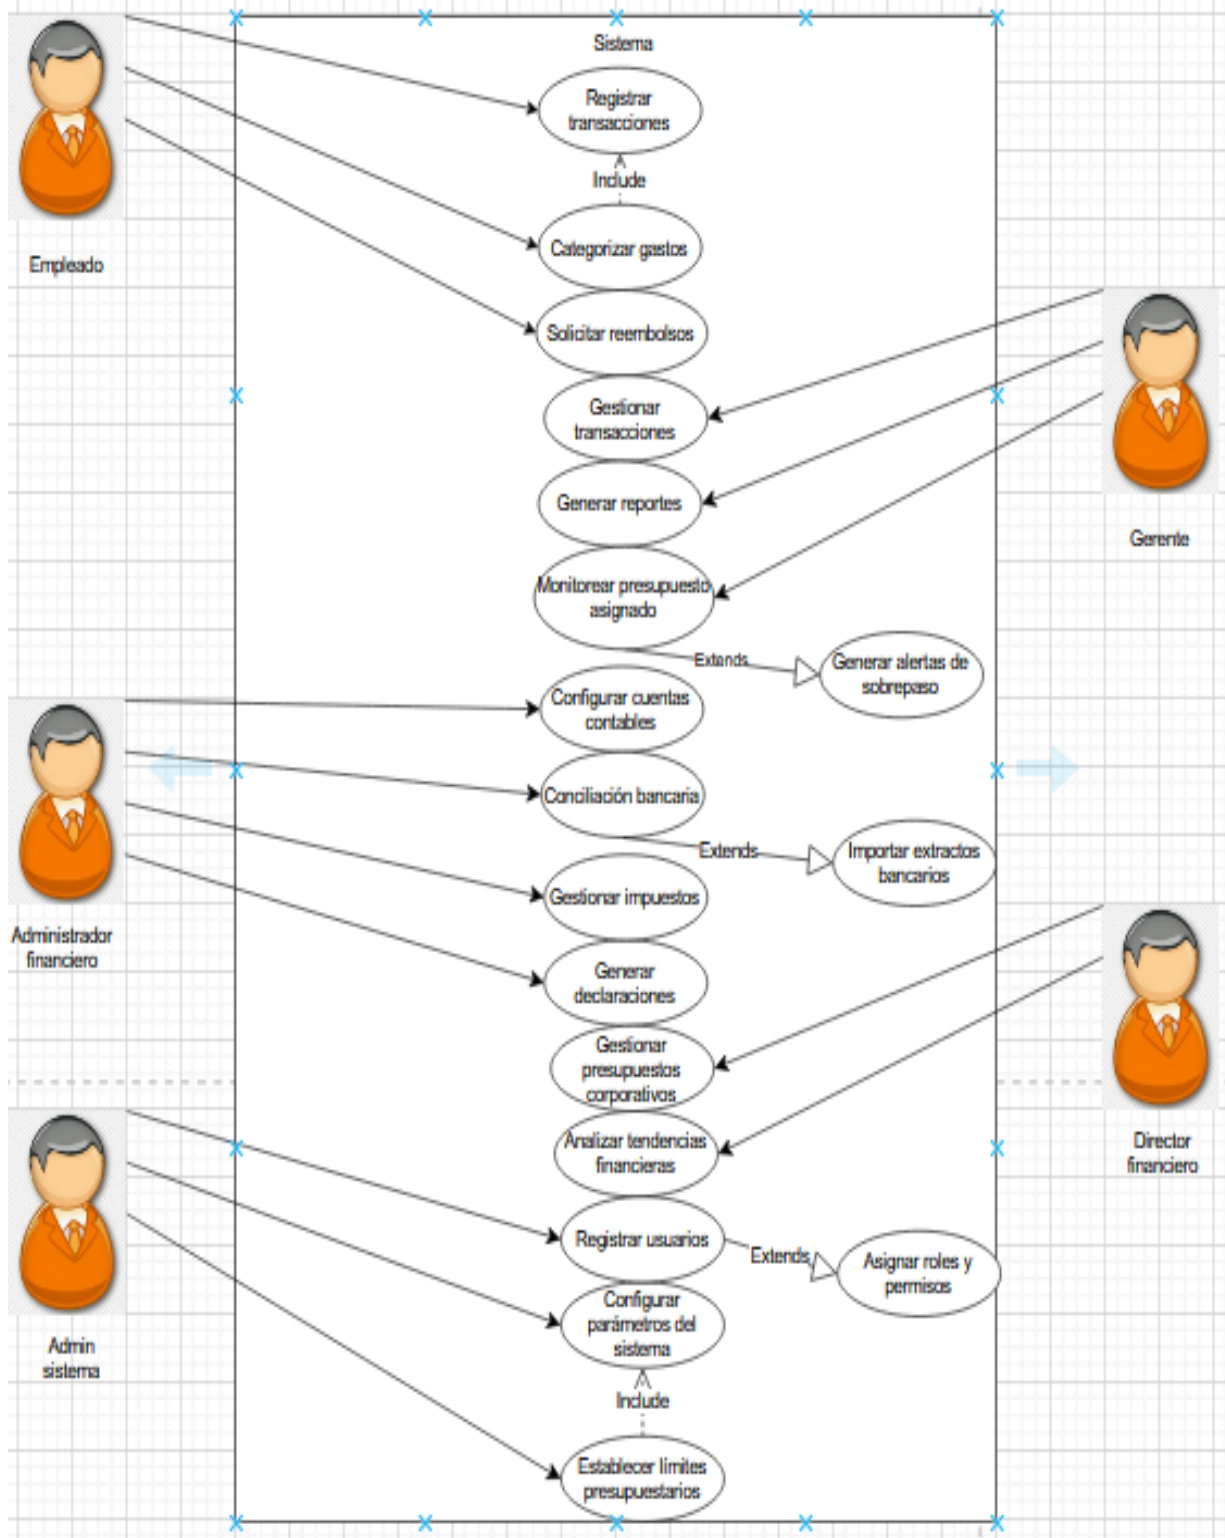 Sistema
Registrar
transacciones
Include
Categorizar gastos
Empleado
Solicitar reembolsos
Gestionar
transacciones
Generar reportes
Gerente
Monitorear presupuesto
asignado
Extends
Generar alertas de
sobrepaso
Configurar cuentas
contables
Conciliación bancaria
Extends
Importar extractos
bancarios
Gestionar impuestos
Administrador
financiero
Generar
declaraciones
Gestionar
presupuestos
corporativos
Analizar tendencias
financieras
Director
financiero
Registrar usuarios
Extends
Asignar roles y
permisos
Configurar
parámetros del
sistema
Admin
sistema
Include
Establecer límites
presupuestarios